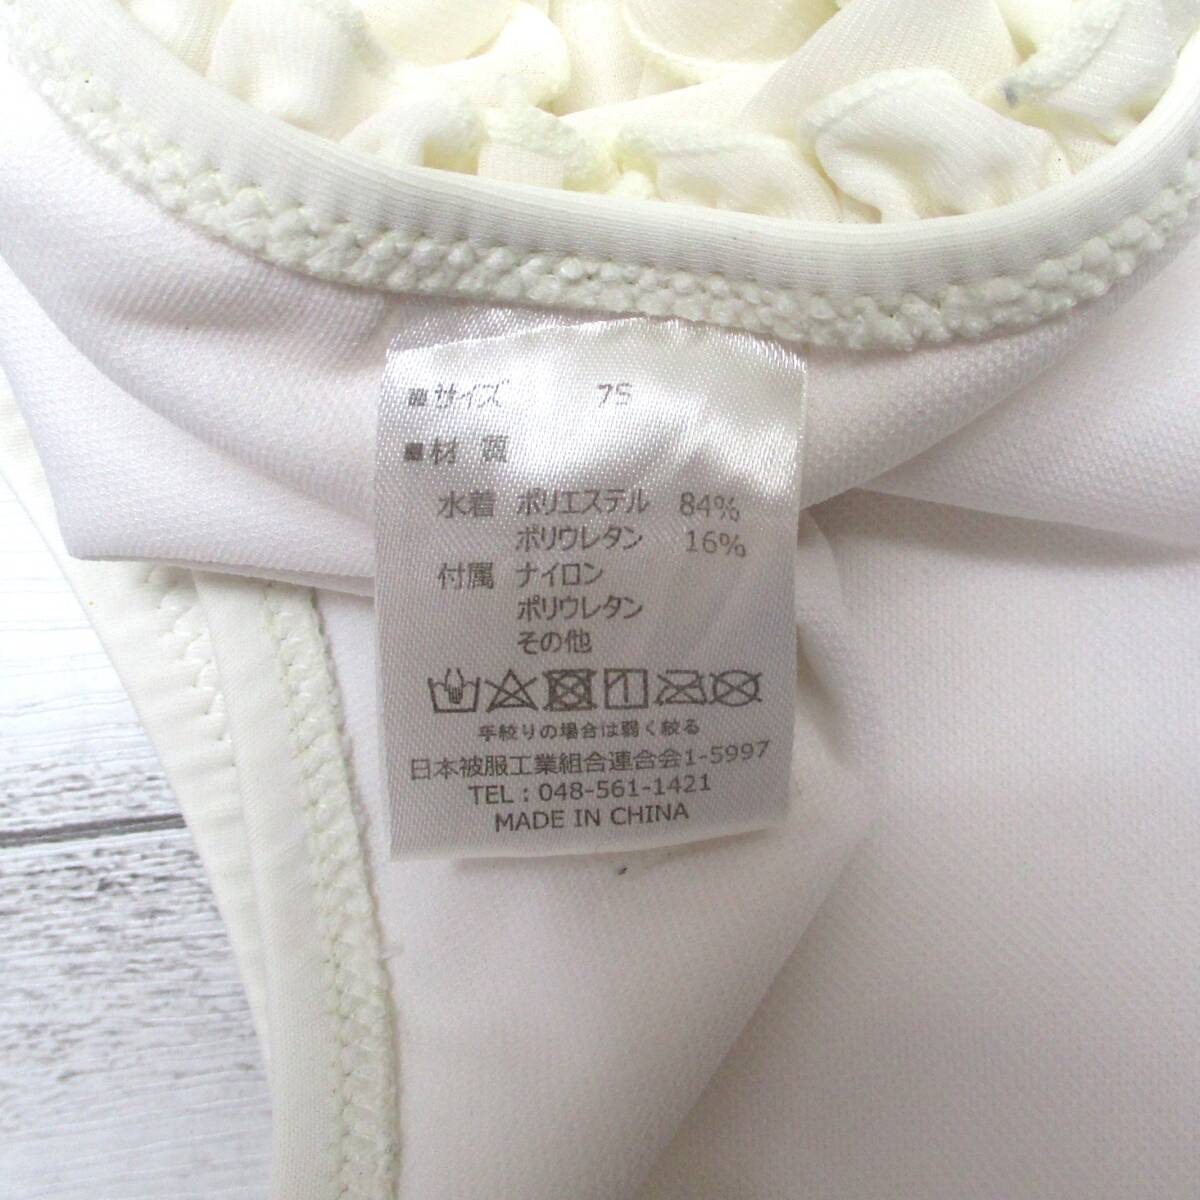 ■サイズ 7S
■材質
水着 ポリエステル 84%
ポリウレタン 16%
付属 ナイロン
ポリウレタン
その他
手絞りの場合は弱く絞る
日本被服工業組合連合会1-5997
TEL：048-561-1421
MADE IN CHINA